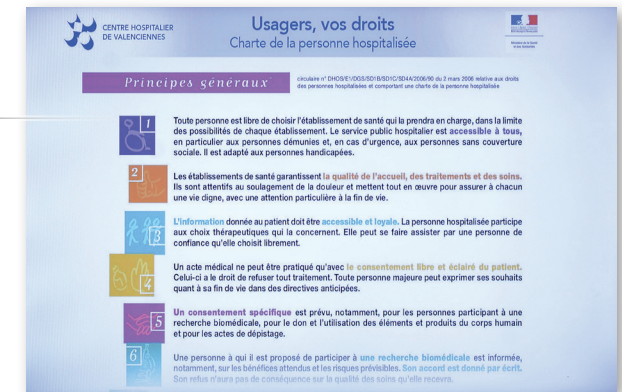 CENTRE HOSPITALIER
DE VALENCIENNES
Usagers, vos droits
Charte de la personne hospitalisée
Principes généraux
circulaire n° DHOS/E1/DGS/SD1B/SD1C/SD4A/2006/90 du 2 mars 2006 relative aux droits
des personnes hospitalisées et comportant une charte de la personne hospitalisée
1
Toute personne est libre de choisir l'établissement de santé qui la prendra en charge, dans la limite
des possibilités de chaque établissement. Le service public hospitalier est accessible à tous,
en particulier aux personnes démunies et, en cas d'urgence, aux personnes sans couverture
sociale. Il est adapté aux personnes handicapées.
2
Les établissements de santé garantissent la qualité de l'accueil, des traitements et des soins.
Ils sont attentifs au soulagement de la douleur et mettent tout en œuvre pour assurer à chacun
une vie digne, avec une attention particulière à la fin de vie.
3
L'information donnée au patient doit être accessible et loyale. La personne hospitalisée participe
aux choix thérapeutiques qui la concernent. Elle peut se faire assister par une personne de
confiance qu'elle choisit librement.
4
Un acte médical ne peut être pratiqué qu'avec le consentement libre et éclairé du patient.
Celui-ci a le droit de refuser tout traitement. Toute personne majeure peut exprimer ses souhaits
quant à sa fin de vie dans des directives anticipées.
5
Un consentement spécifique est prévu, notamment, pour les personnes participant à une
recherche biomédicale, pour le don et l'utilisation des éléments et produits du corps humain
et pour les actes de dépistage.
6
Une personne à qui il est proposé de participer à une recherche biomédicale est informée,
notamment, sur les bénéfices attendus et les risques prévisibles. Son accord est donné par écrit.
Son refus n'aura pas de conséquence sur la qualité des soins qu'elle recevra.